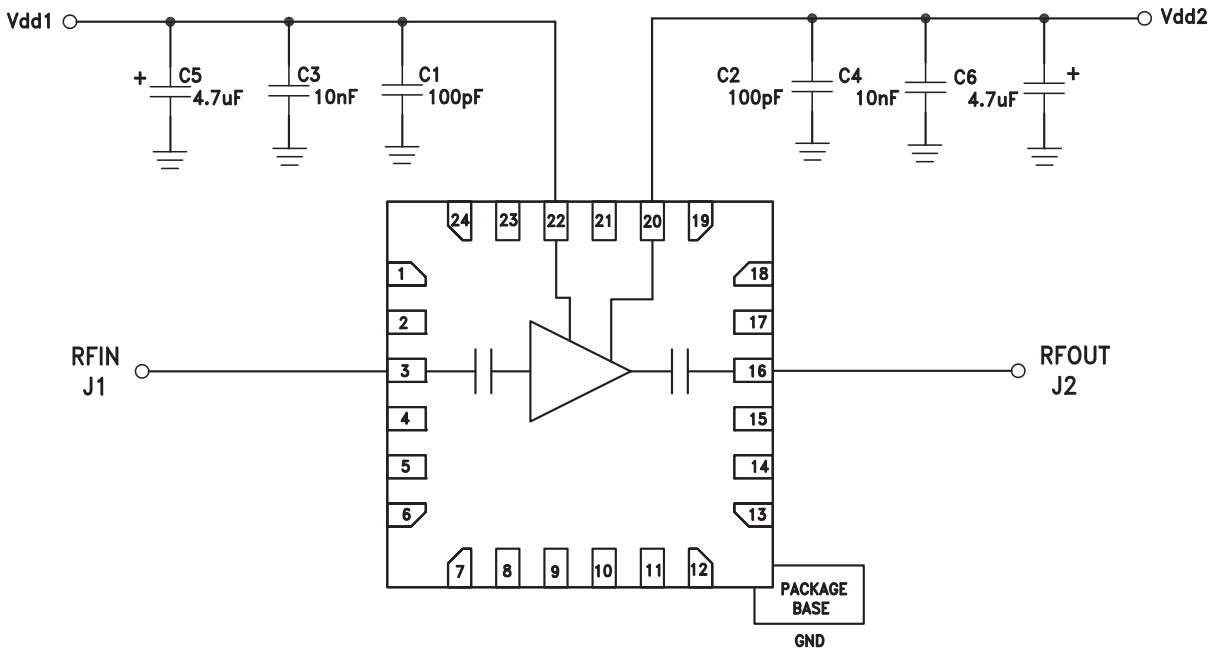 Vdd1
Vdd2
+ C5
4.7uF
C3
10nF
C1
100pF
C2
100pF
C4
10nF
C6
4.7uF
+
24 23 22 21 20 19
1
18
2
17
RFIN
J1
3
16
RFOUT
J2
4
15
5
14
6
13
7 8 9 10 11 12
PACKAGE
BASE
GND